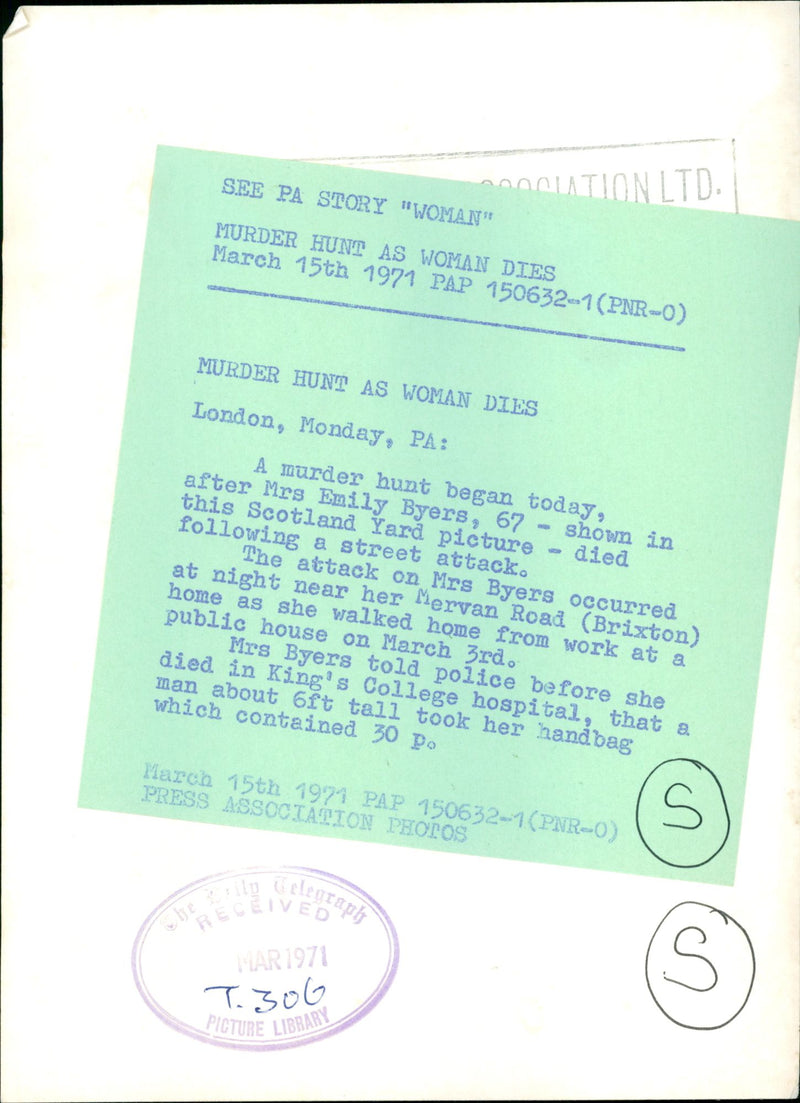 ASSOCIATION LTD.
SEE PA STORY "WOMAN"
MURDER HUNT AS WOMAN DIES
March 15th 1971 PAP 150632-1(PNR-0)
MURDER HUNT AS WOMAN DIES
London, Monday, PA:
A murder hunt began today,
after Mrs Emily Byers, 67 - shown in
this Scotland Yard picture - died
following a street attack.
The attack on Mrs Byers occurred
at night near her Mervan Road (Brixton)
home as she walked home from work at a
public house on March 3rd.
Mrs Byers told police before she
died in King's College hospital, that a
man about 6ft tall took her handbag
which contained 30 p.
March 15th 1971 PAP 150632-1(PNR-0)
PRESS ASSOCIATION PHOTOS
S
S
The Daily Telegraph
RECEIVED
MAR 1971
T.306
PICTURE LIBRARY